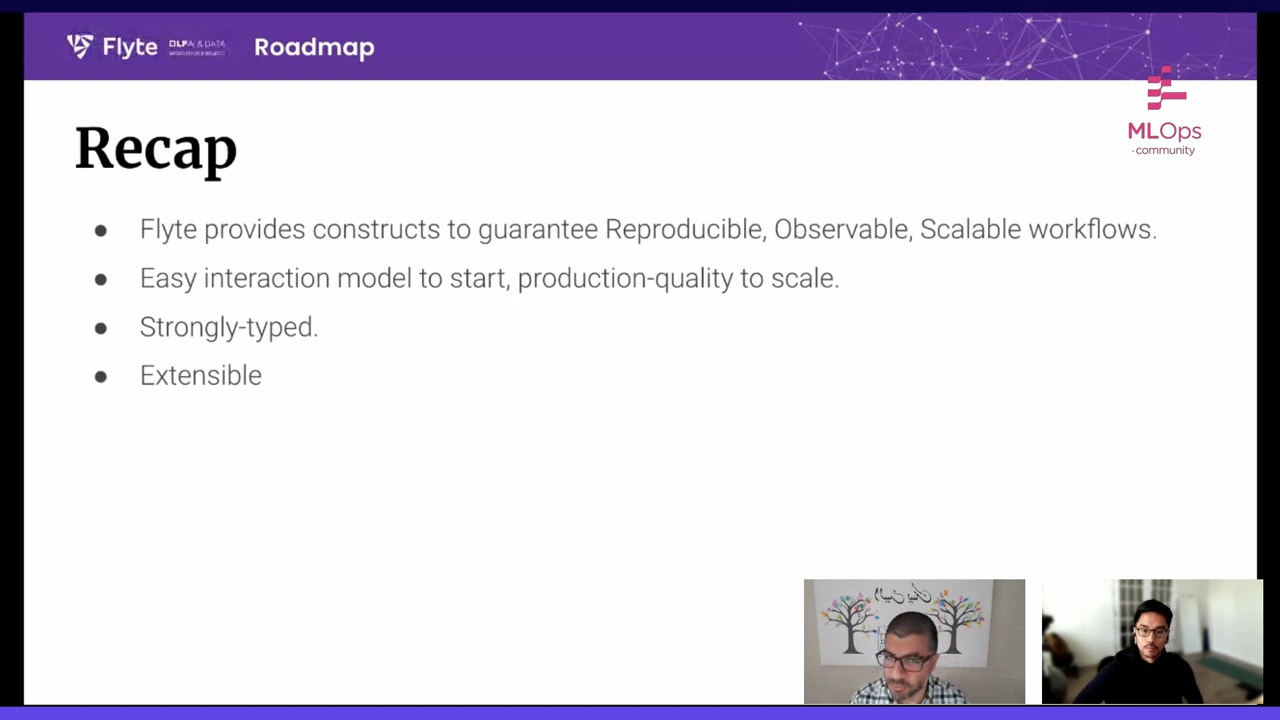 Flyte
Roadmap
MLOps
community
Recap
Flyte provides constructs to guarantee Reproducible, Observable, Scalable workflows.
Easy interaction model to start, production-quality to scale.
Strongly-typed.
Extensible